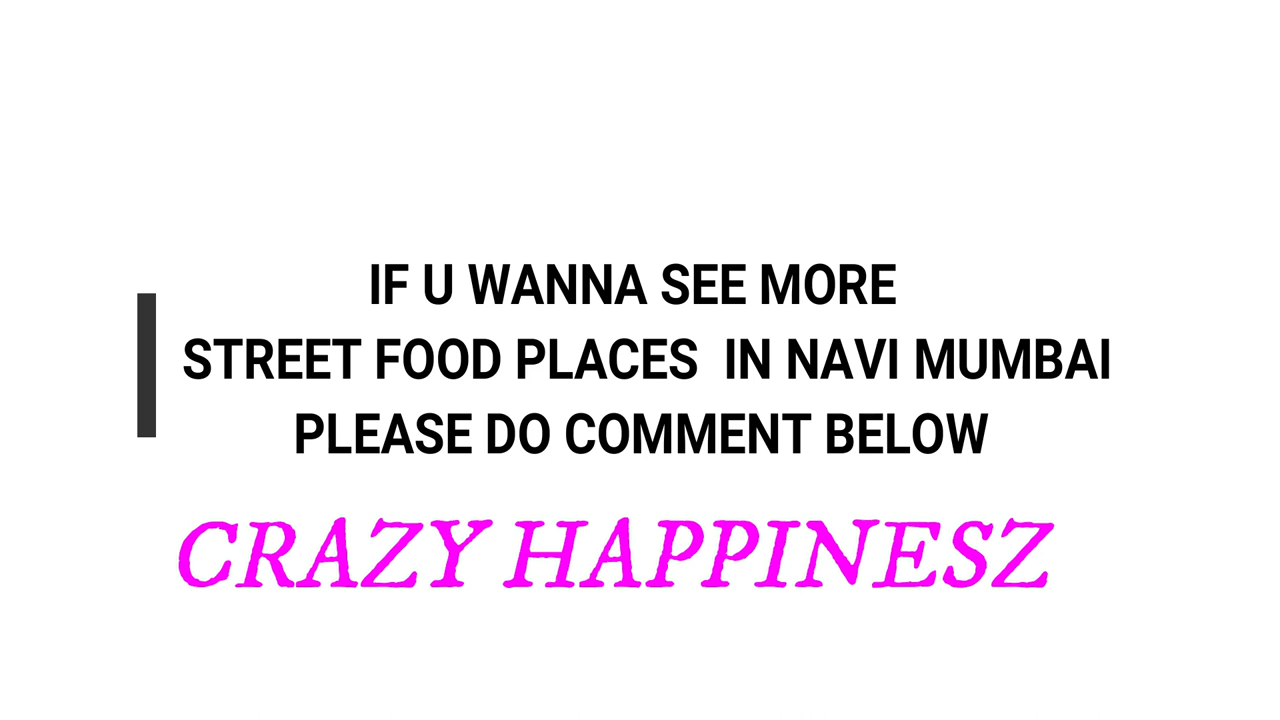 IF U WANNA SEE MORE
STREET FOOD PLACES  IN NAVI MUMBAI
PLEASE DO COMMENT BELOW
CRAZY HAPPINESZ